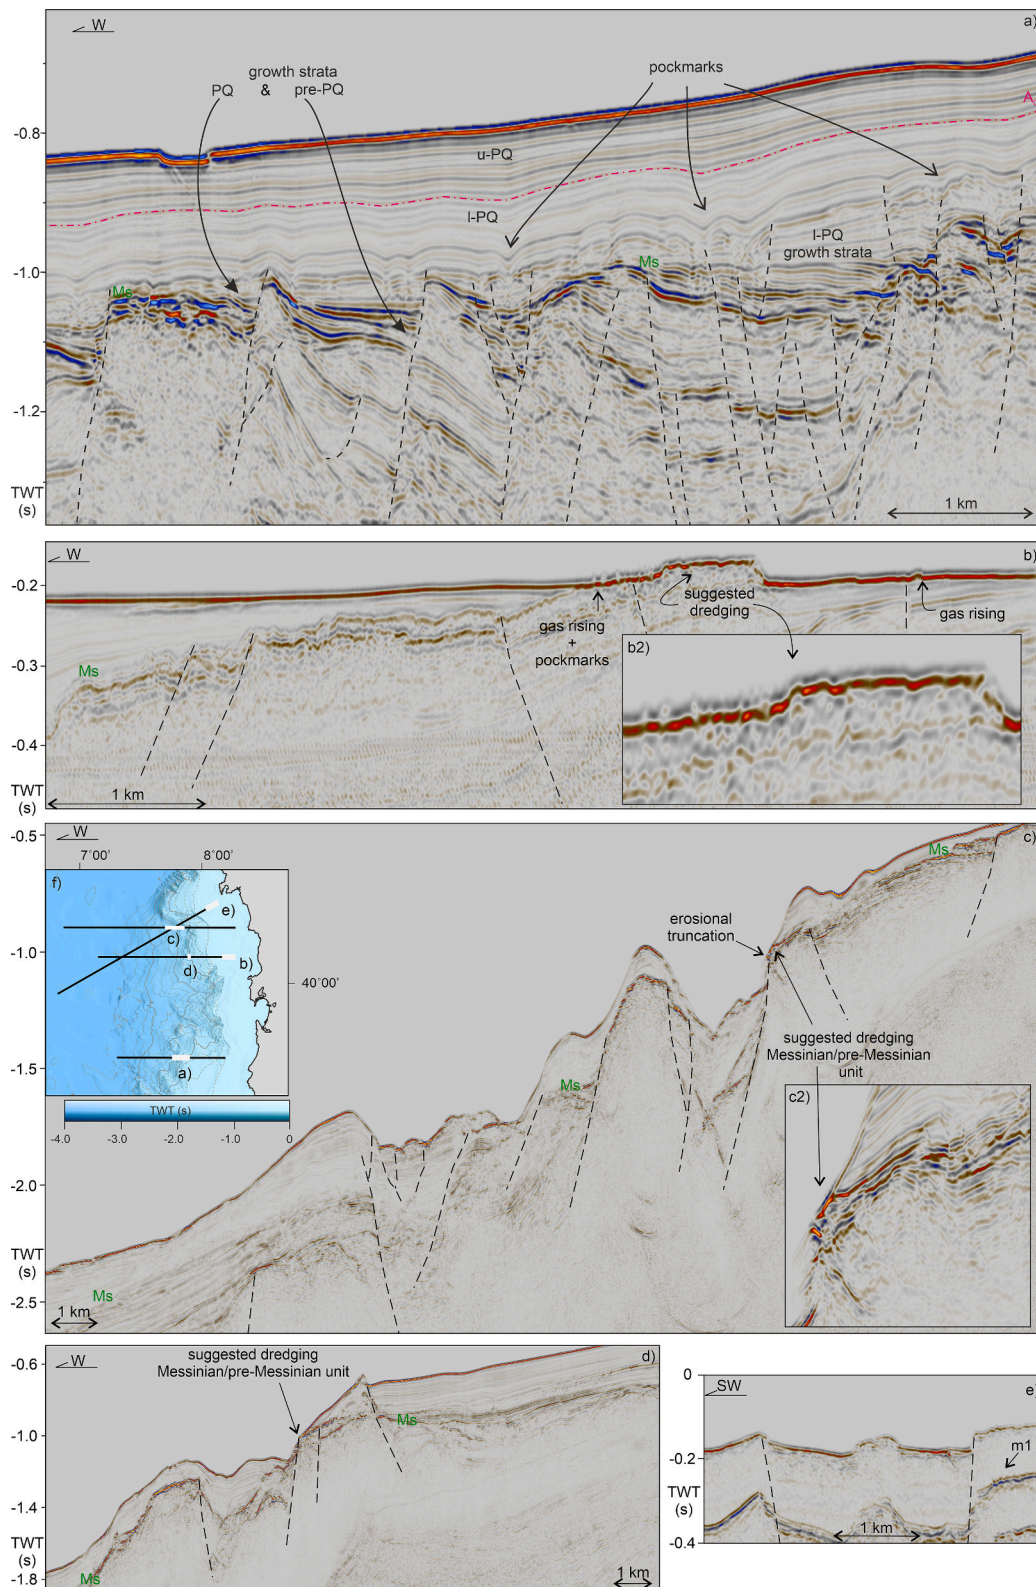 W
a)
growth strata
PQ & pre-PQ
pockmarks
A
-0.8
u-PQ
l-PQ
l-PQ
growth strata
-1.0
Ms
Ms
-1.2
TWT
(s)
1 km
W
b)
-0.2
suggested
dredging
gas rising
gas rising
+
pockmarks
b2)
-0.3
Ms
-0.4
1 km
TWT
(s)
-0.5
W
c)
7°00'
8°00'
Ms
f)
e)
c)
d)
b)
40°00'
a)
TWT (s)
-4.0 -3.0 -2.0 -1.0 0
erosional
truncation
-1.0
suggested dredging
Messinian/pre-Messinian
unit
-1.5
Ms
c2)
-2.0
TWT
(s)
Ms
-2.5
1 km
-0.6
W
suggested dredging
Messinian/pre-Messinian unit
d)
Ms
-1.0
-1.4
TWT
(s)
-1.8
Ms
1 km
0
SW
e)
-0.2
m1
TWT
(s)
1 km
-0.4